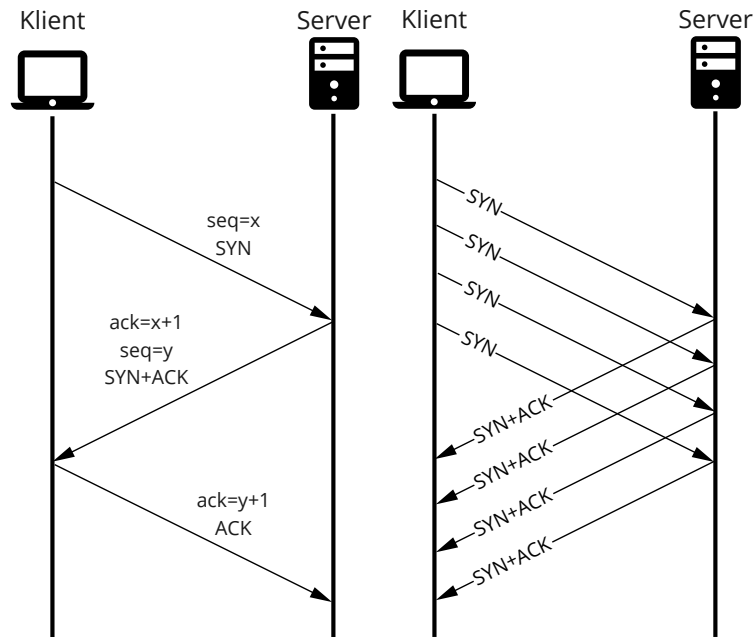 Klient
Server
seq=x
SYN
ack=x+1
seq=y
SYN+ACK
ack=y+1
ACK
Klient
Server
SYN
SYN
SYN
SYN
SYN+ACK
SYN+ACK
SYN+ACK
SYN+ACK